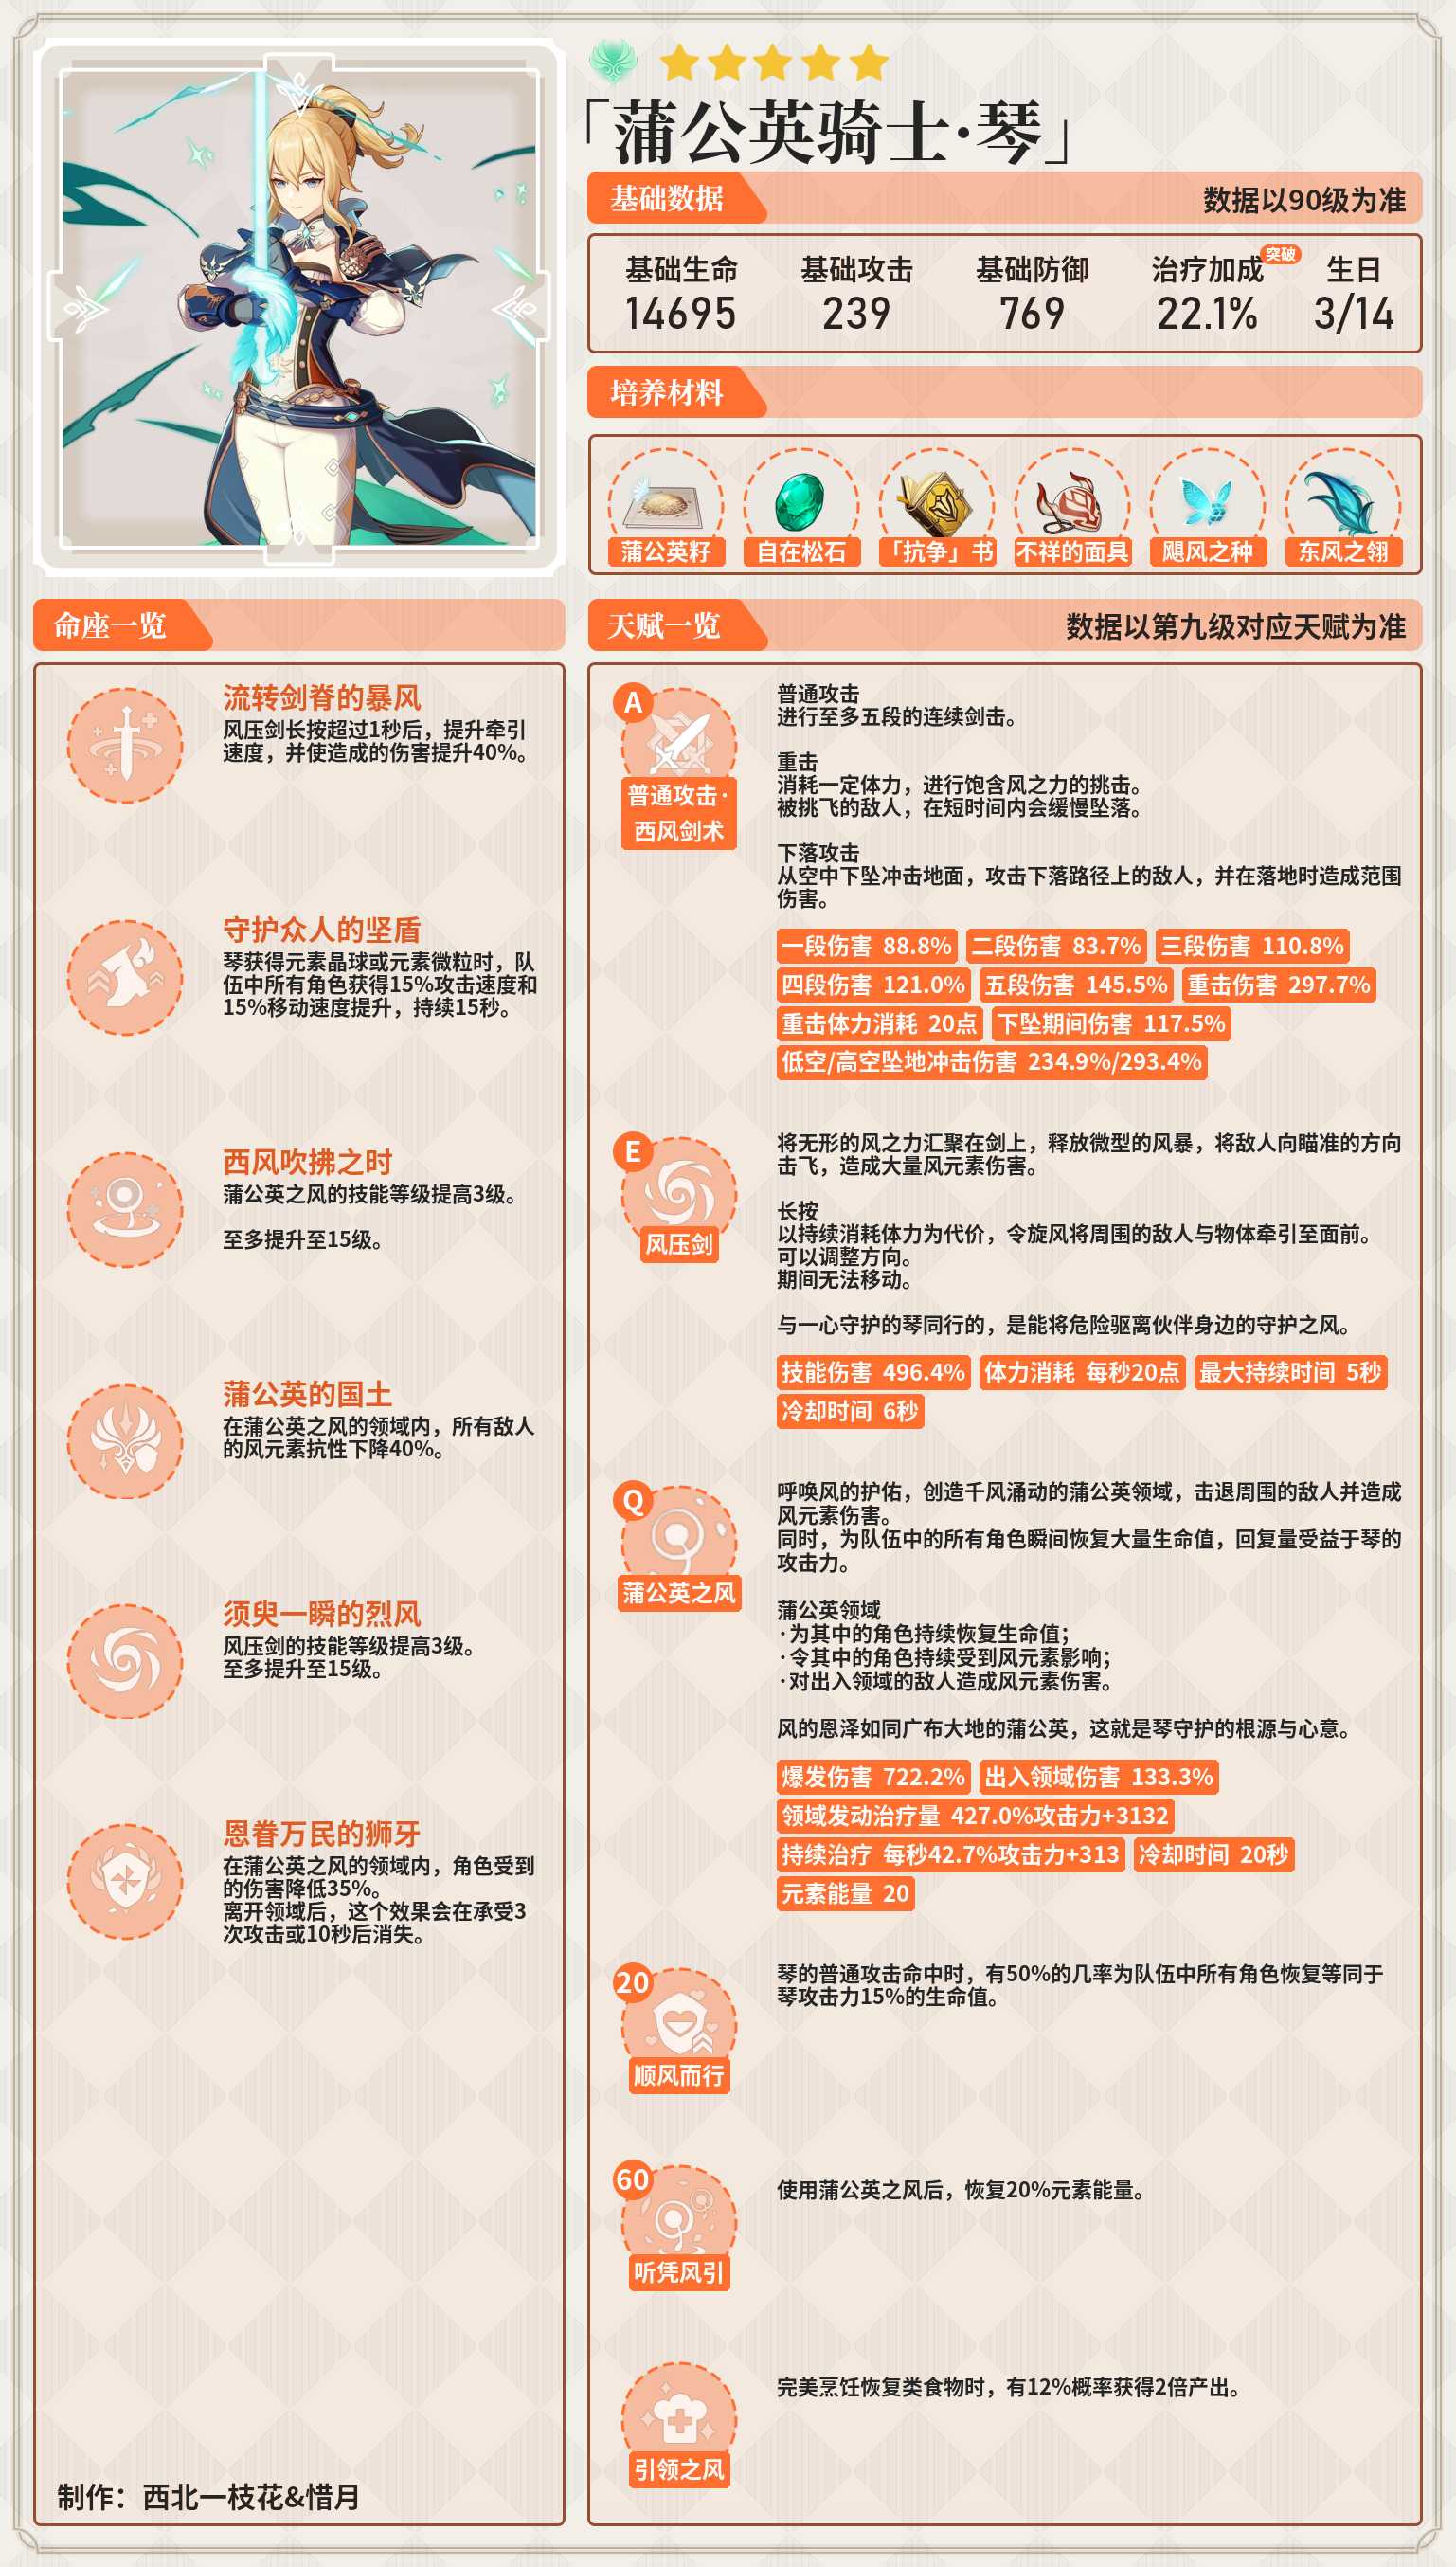 「蒲公英骑士·琴」
基础数据
数据以90级为准
基础生命
14695
基础攻击
239
基础防御
769
治疗加成
突破
22.1%
生日
3/14
培养材料
蒲公英籽
自在松石
「抗争」书
不祥的面具
飓风之种
东风之翎
命座一览
流转剑脊的暴风
风压剑长按超过1秒后，提升牵引
速度，并使造成的伤害提升40%。
守护众人的坚盾
琴获得元素晶球或元素微粒时，队
伍中所有角色获得15%攻击速度和
15%移动速度提升，持续15秒。
西风吹拂之时
蒲公英之风的技能等级提高3级。
至多提升至15级。
蒲公英的国土
在蒲公英之风的领域内，所有敌人
的风元素抗性下降40%。
须臾一瞬的烈风
风压剑的技能等级提高3级。
至多提升至15级。
恩眷万民的狮牙
在蒲公英之风的领域内，角色受到
的伤害降低35%。
离开领域后，这个效果会在承受3
次攻击或10秒后消失。
制作：西北一枝花&惜月
天赋一览
数据以第九级对应天赋为准
A
普通攻击·
西风剑术
普通攻击
进行至多五段的连续剑击。
重击
消耗一定体力，进行饱含风之力的挑击。
被挑飞的敌人，在短时间内会缓慢坠落。
下落攻击
从空中下坠冲击地面，攻击下落路径上的敌人，并在落地时造成范围
伤害。
一段伤害 88.8% 二段伤害 83.7% 三段伤害 110.8%
四段伤害 121.0% 五段伤害 145.5% 重击伤害 297.7%
重击体力消耗 20点 下坠期间伤害 117.5%
低空/高空坠地冲击伤害 234.9%/293.4%
E
风压剑
将无形的风之力汇聚在剑上，释放微型的风暴，将敌人向瞄准的方向
击飞，造成大量风元素伤害。
长按
以持续消耗体力为代价，令旋风将周围的敌人与物体牵引至面前。
可以调整方向。
期间无法移动。
与一心守护的琴同行的，是能将危险驱离伙伴身边的守护之风。
技能伤害 496.4% 体力消耗 每秒20点 最大持续时间 5秒
冷却时间 6秒
Q
蒲公英之风
呼唤风的护佑，创造千风涌动的蒲公英领域，击退周围的敌人并造成
风元素伤害。
同时，为队伍中的所有角色瞬间恢复大量生命值，回复量受益于琴的
攻击力。
蒲公英领域
·为其中的角色持续恢复生命值；
·令其中的角色持续受到风元素影响；
·对出入领域的敌人造成风元素伤害。
风的恩泽如同广布大地的蒲公英，这就是琴守护的根源与心意。
爆发伤害 722.2% 出入领域伤害 133.3%
领域发动治疗量 427.0%攻击力+3132
持续治疗 每秒42.7%攻击力+313 冷却时间 20秒
元素能量 20
20
顺风而行
琴的普通攻击命中时，有50%的几率为队伍中所有角色恢复等同于
琴攻击力15%的生命值。
60
听凭风引
使用蒲公英之风后，恢复20%元素能量。
引领之风
完美烹饪恢复类食物时，有12%概率获得2倍产出。